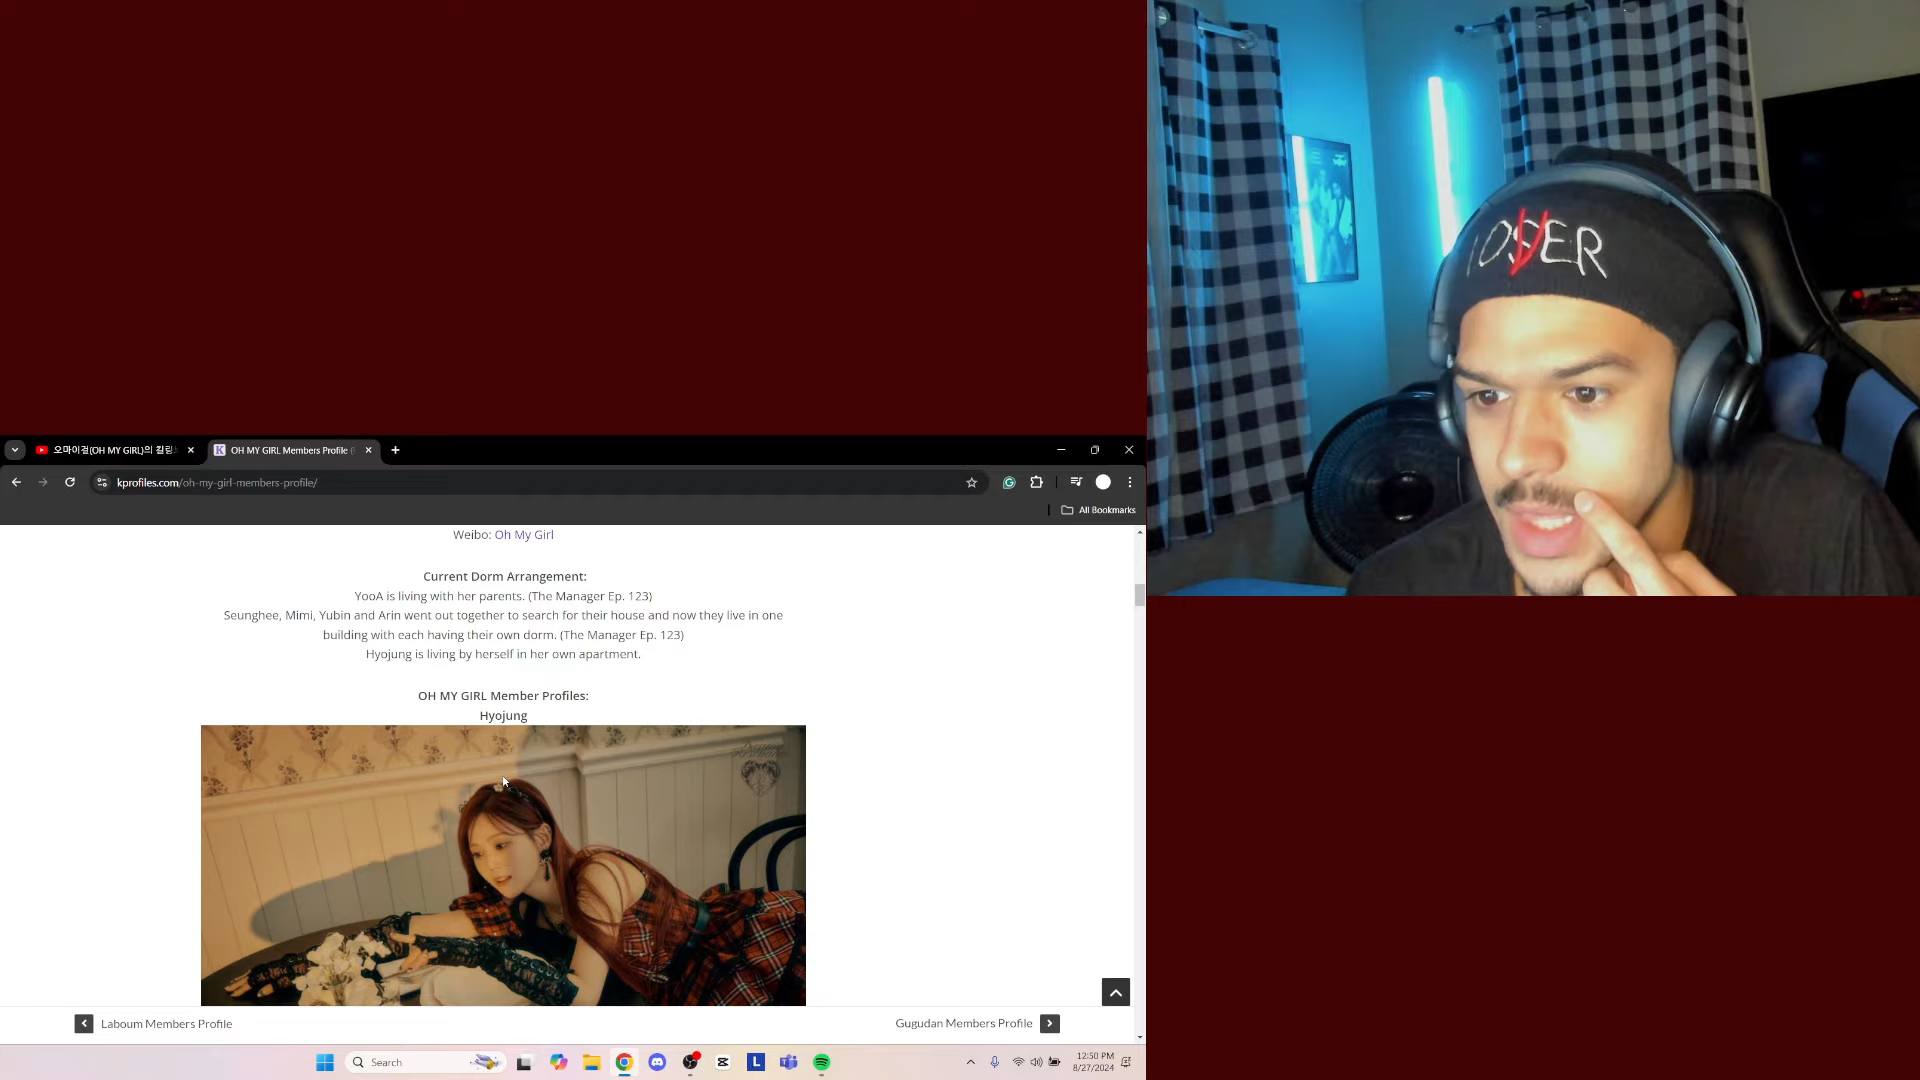 오마이걸(OH MY GIRL)의 킬링
OH MY GIRL Members Profile (
kprofiles.com/oh-my-girl-members-profile/
All Bookmarks
Weibo: Oh My Girl
Current Dorm Arrangement:
YooA is living with her parents. (The Manager Ep. 123)
Seunghee, Mimi, Yubin and Arin went out together to search for their house and now they live in one
building with each having their own dorm. (The Manager Ep. 123)
Hyojung is living by herself in her own apartment.
OH MY GIRL Member Profiles:
Hyojung
Laboum Members Profile
Gugudan Members Profile
Search
L
12:50 PM
8/27/2024
LOSVER